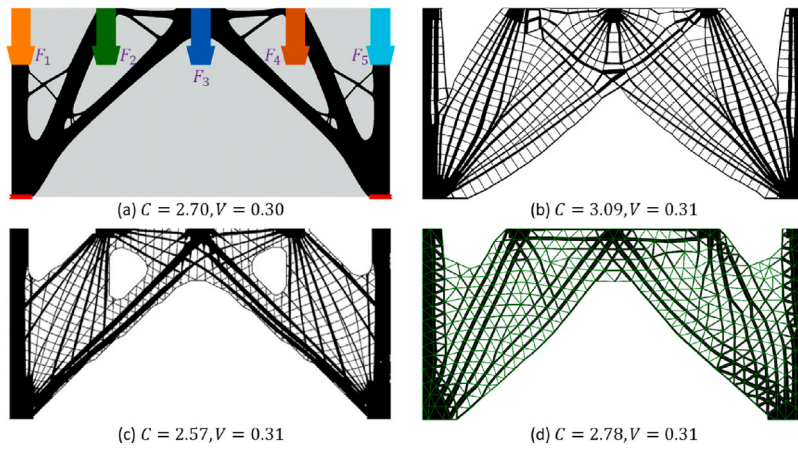 F₁ F₂ F₃ F₄ F₅
(a) C = 2.70, V = 0.30
(b) C = 3.09, V = 0.31
(c) C = 2.57, V = 0.31
(d) C = 2.78, V = 0.31